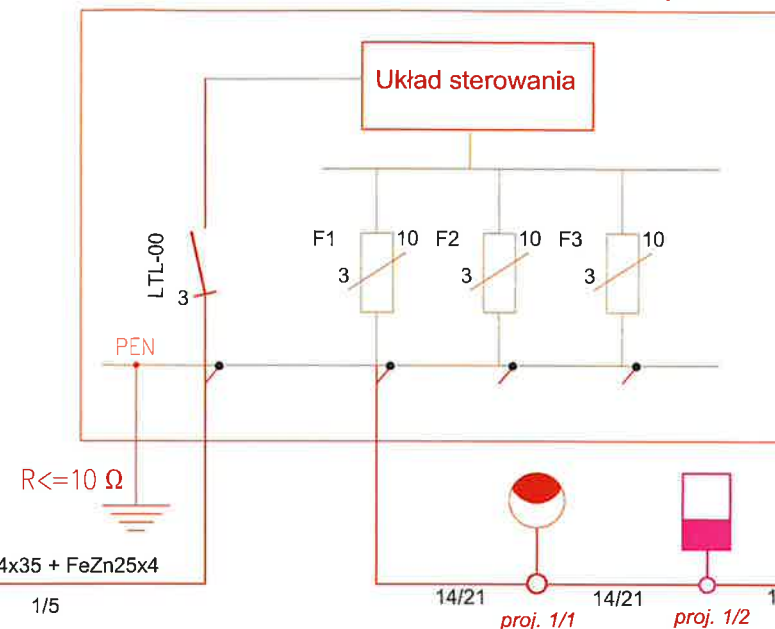 Układ sterowania
LTL-00
3
F1
10
3
F2
10
3
F3
10
3
PEN
R<=10 Ω
4x35 + FeZn25x4
1/5
14/21
proj. 1/1
14/21
proj. 1/2
1